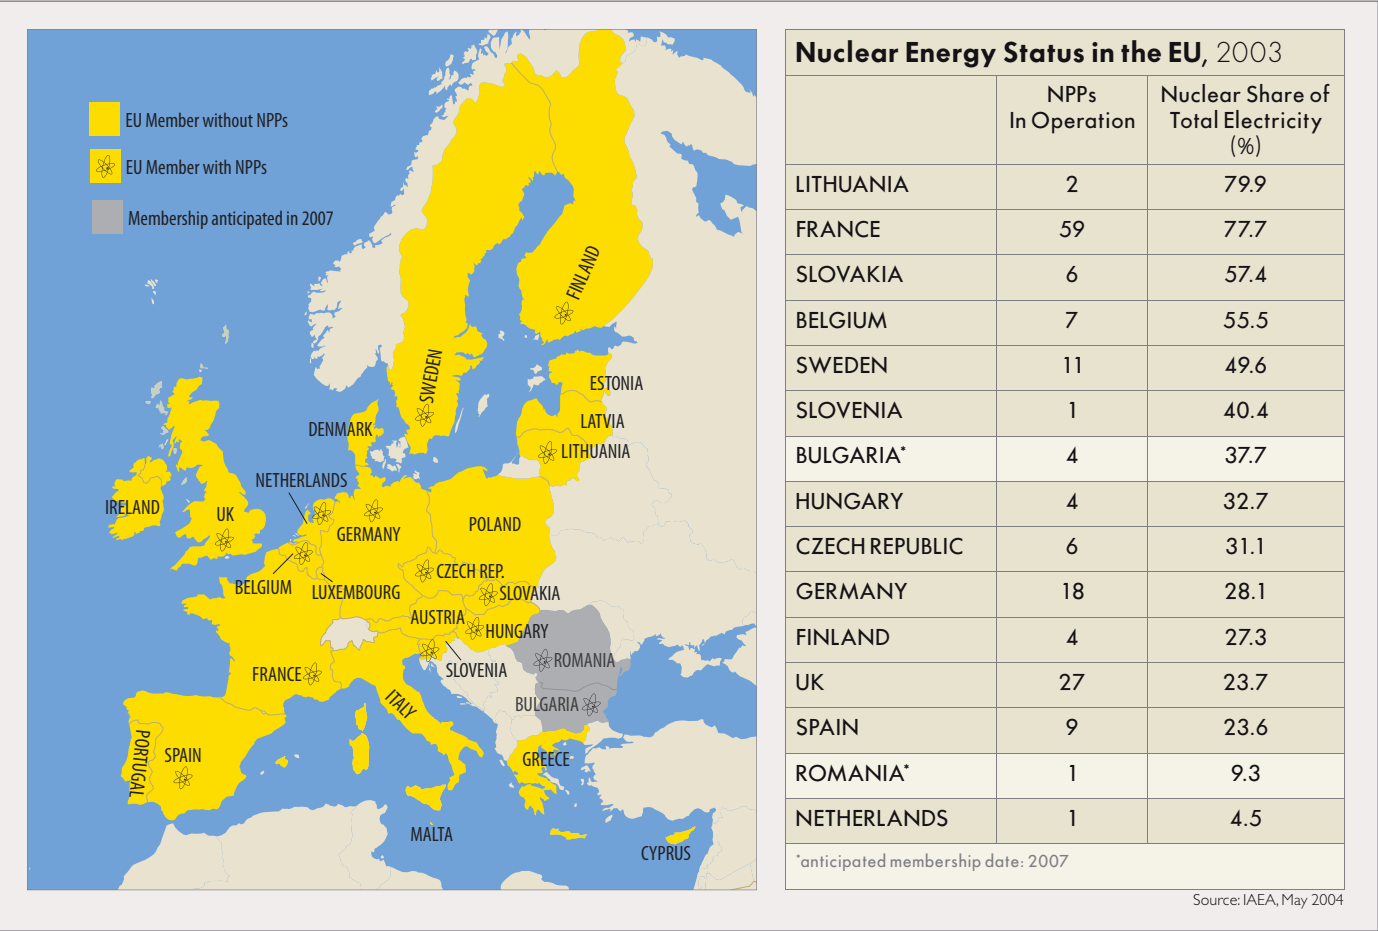 EU Member without NPPs
EU Member with NPPs
Membership anticipated in 2007
FINLAND
SWEDEN
ESTONIA
LATVIA
LITHUANIA
DENMARK
NETHERLANDS
IRELAND
UK
GERMANY
POLAND
BELGIUM
LUXEMBOURG
CZECH REP.
SLOVAKIA
AUSTRIA
HUNGARY
SLOVENIA
FRANCE
ROMANIA
BULGARIA
ITALY
PORTUGAL
SPAIN
GREECE
MALTA
CYPRUS
Nuclear Energy Status in the EU, 2003
NPPs In Operation
Nuclear Share of Total Electricity (%)
LITHUANIA 2 79.9
FRANCE 59 77.7
SLOVAKIA 6 57.4
BELGIUM 7 55.5
SWEDEN 11 49.6
SLOVENIA 1 40.4
BULGARIA* 4 37.7
HUNGARY 4 32.7
CZECH REPUBLIC 6 31.1
GERMANY 18 28.1
FINLAND 4 27.3
UK 27 23.7
SPAIN 9 23.6
ROMANIA* 1 9.3
NETHERLANDS 1 4.5
*anticipated membership date: 2007
Source: IAEA, May 2004